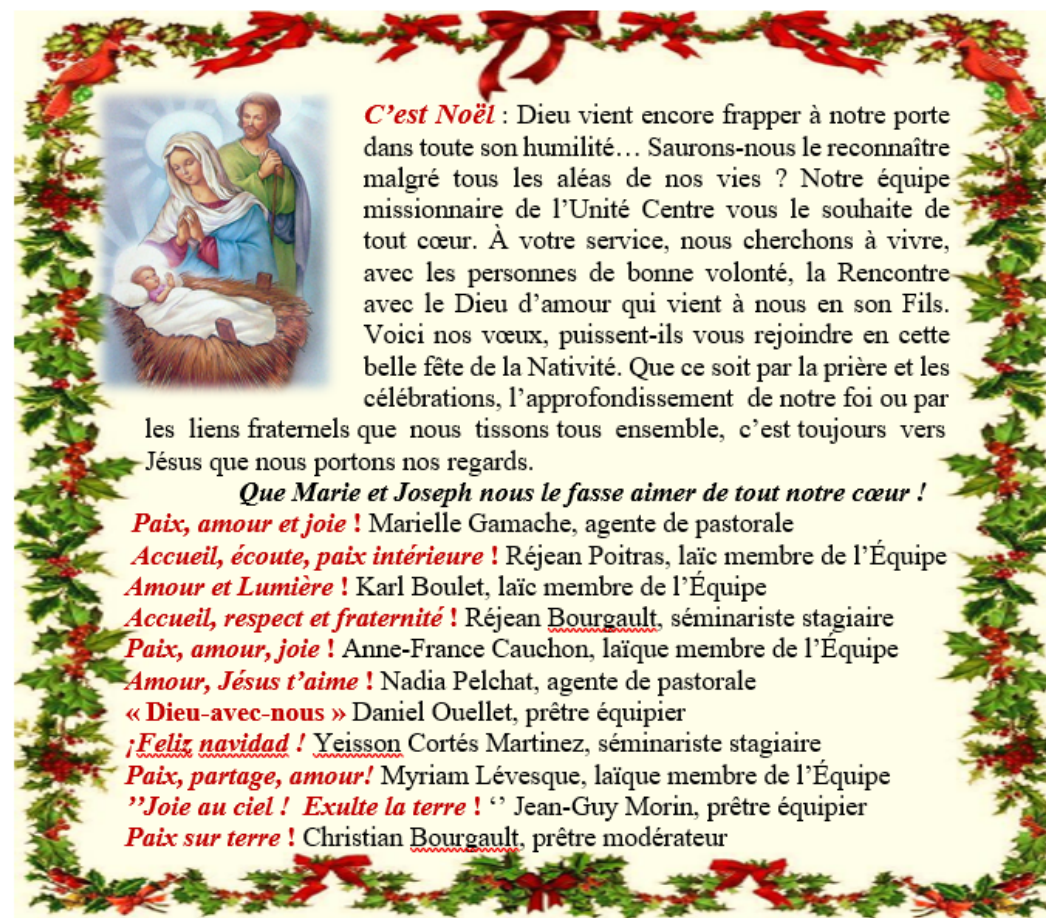 C’est Noël : Dieu vient encore frapper à notre porte
dans toute son humilité… Saurons-nous le reconnaître
malgré tous les aléas de nos vies ? Notre équipe
missionnaire de l’Unité Centre vous le souhaite de
tout cœur. À votre service, nous cherchons à vivre,
avec les personnes de bonne volonté, la Rencontre
avec le Dieu d’amour qui vient à nous en son Fils.
Voici nos vœux, puissent-ils vous rejoindre en cette
belle fête de la Nativité. Que ce soit par la prière et les
célébrations, l’approfondissement de notre foi ou par
les liens fraternels que nous tissons tous ensemble, c’est toujours vers
Jésus que nous portons nos regards.
Que Marie et Joseph nous le fasse aimer de tout notre cœur !
Paix, amour et joie ! Marielle Gamache, agente de pastorale
Accueil, écoute, paix intérieure ! Réjean Poitras, laïc membre de l’Équipe
Amour et Lumière ! Karl Boulet, laïc membre de l’Équipe
Accueil, respect et fraternité ! Réjean Bourgault, séminariste stagiaire
Paix, amour, joie ! Anne-France Cauchon, laïque membre de l’Équipe
Amour, Jésus t’aime ! Nadia Pelchat, agente de pastorale
« Dieu-avec-nous » Daniel Ouellet, prêtre équipier
¡Feliz navidad ! Yeisson Cortés Martinez, séminariste stagiaire
Paix, partage, amour! Myriam Lévesque, laïque membre de l’Équipe
’’Joie au ciel ! Exulte la terre ! ‘’ Jean-Guy Morin, prêtre équipier
Paix sur terre ! Christian Bourgault, prêtre modérateur